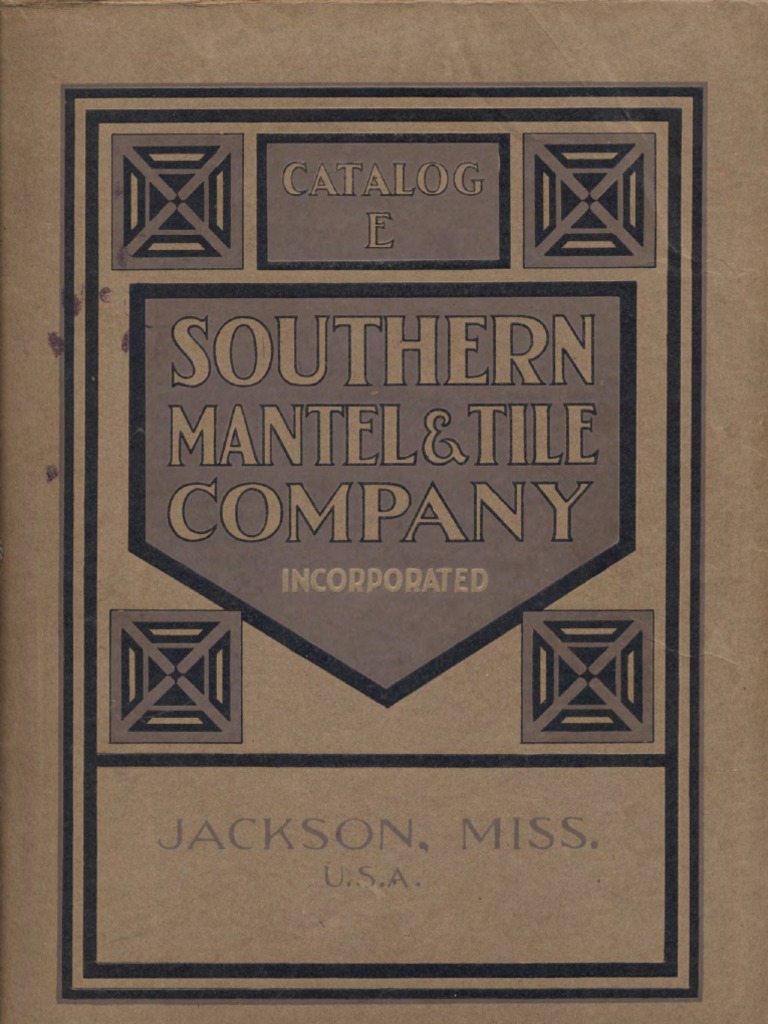 CATALOG
E
SOUTHERN
MANTEL & TILE
COMPANY
INCORPORATED
JACKSON, MISS.
U.S.A.